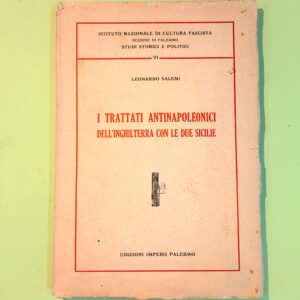 ISTITUTO NAZIONALE DI CULTURA FASCISTA
SEZIONE DI PALERMO
STUDI STORICI E POLITICI
VI
LEONARDO SALEMI
I TRATTATI ANTINAPOLEONICI
DELL'INGHILTERRA CON LE DUE SICILIE
EDIZIONI IMPERO PALERMO